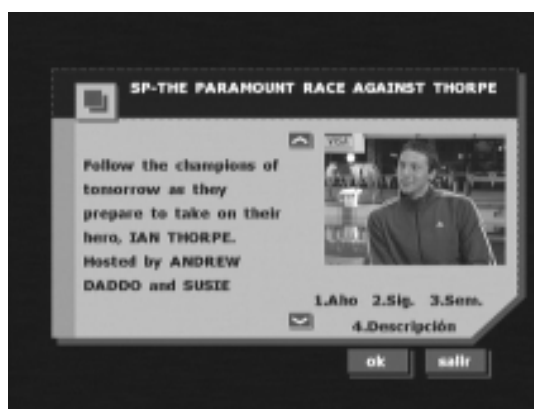 SP-THE PARAMOUNT RACE AGAINST THORPE
Follow the champions of
tomorrow as they
prepare to take on their
hero, IAN THORPE.
Hosted by ANDREW
DADDO and SUSIE
1.Aho 2.Sig. 3.Sem.
4.Descripción
ok salir